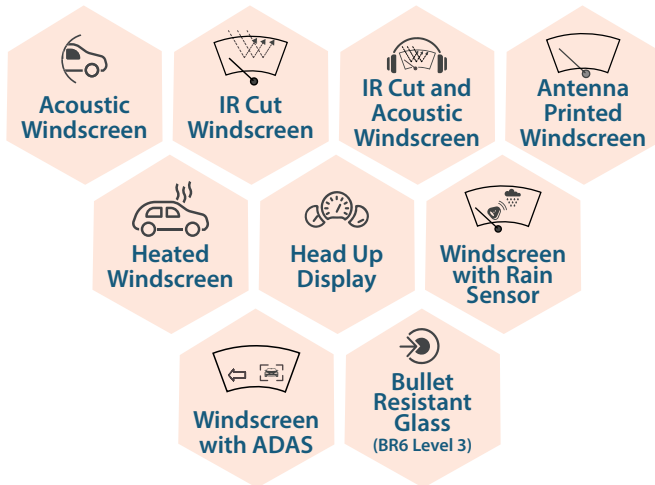 Acoustic
Windscreen
IR Cut
Windscreen
IR Cut and
Acoustic
Windscreen
Antenna
Printed
Windscreen
Heated
Windscreen
Head Up
Display
Windscreen
with Rain
Sensor
Windscreen
with ADAS
Bullet
Resistant
Glass
(BR6 Level 3)